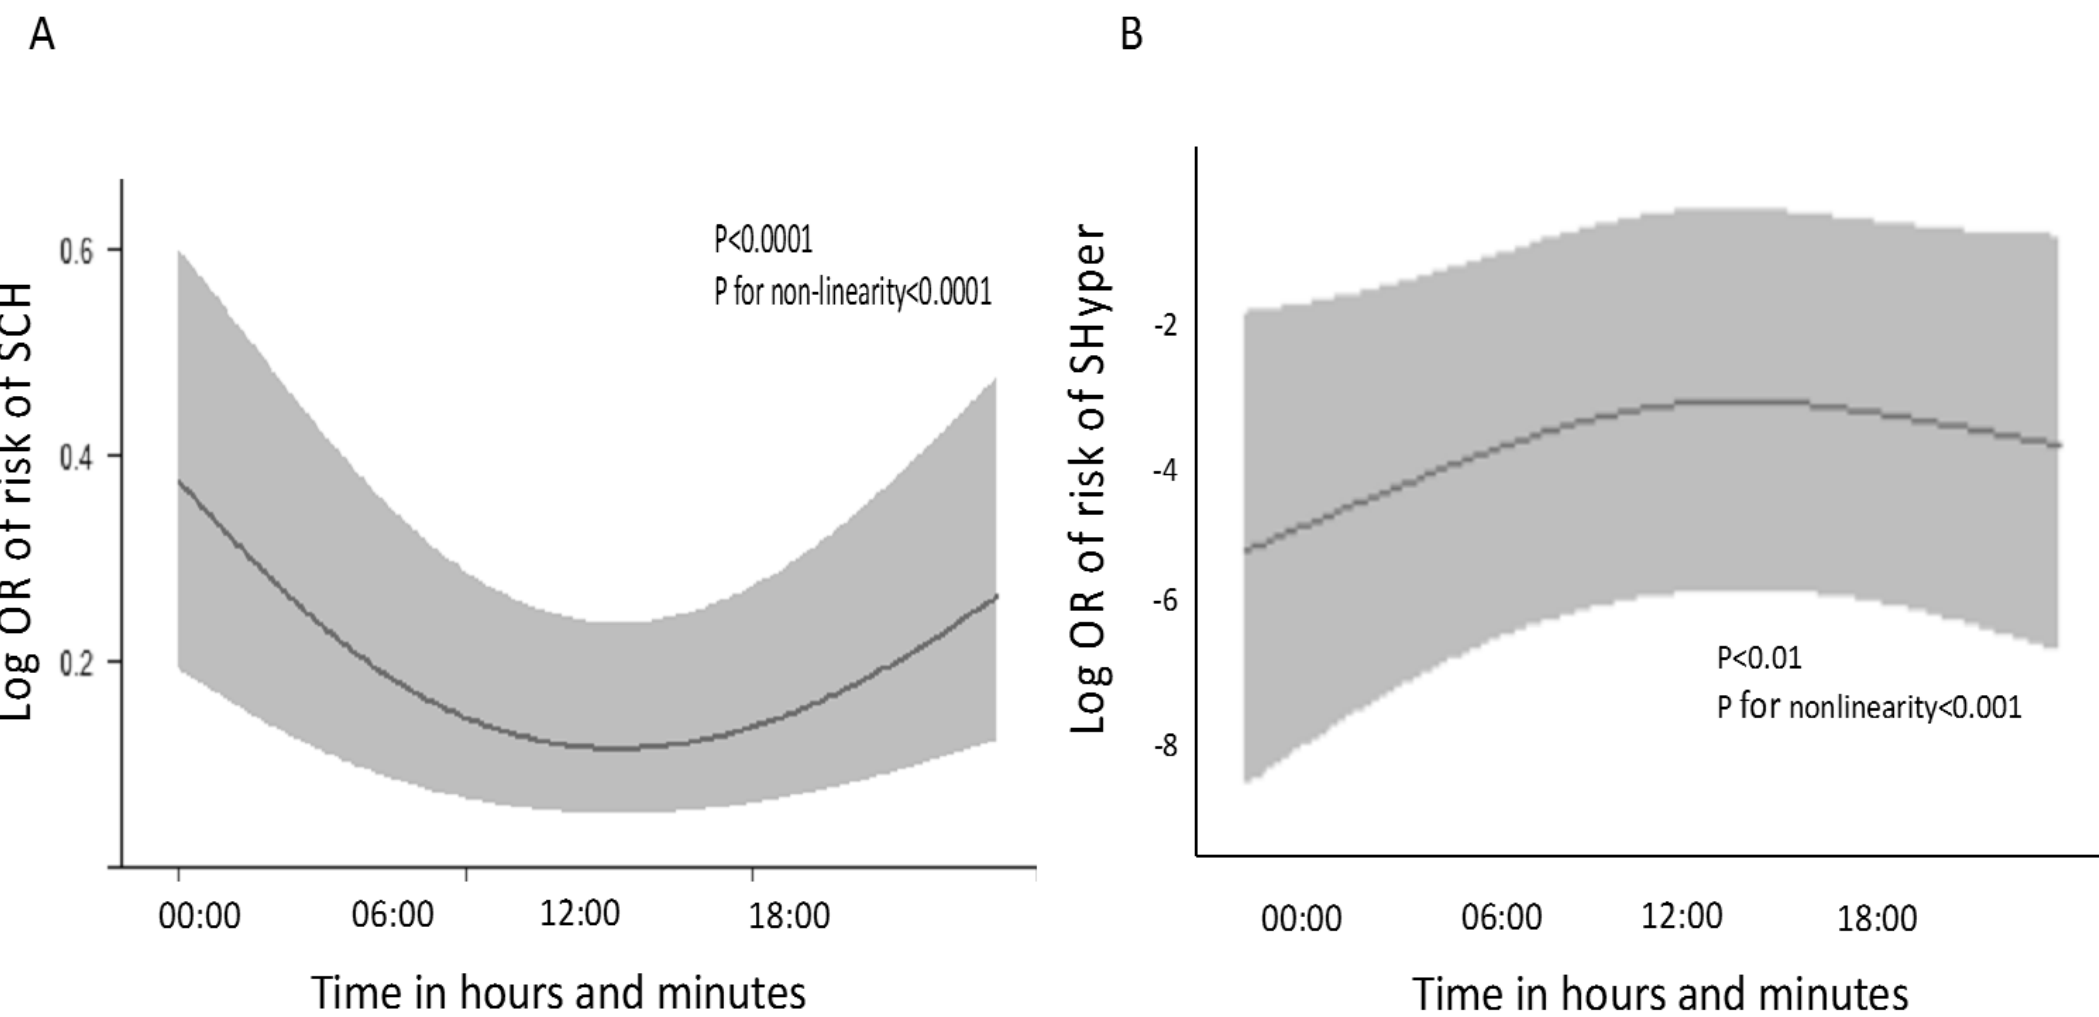 A
P<0.0001
P for non-linearity<0.0001
Log OR of risk of SCH
0.6
0.4
0.2
00:00 06:00 12:00 18:00
Time in hours and minutes
B
Log OR of risk of SHyper
-2
-4
-6
-8
P<0.01
P for nonlinearity<0.001
00:00 06:00 12:00 18:00
Time in hours and minutes